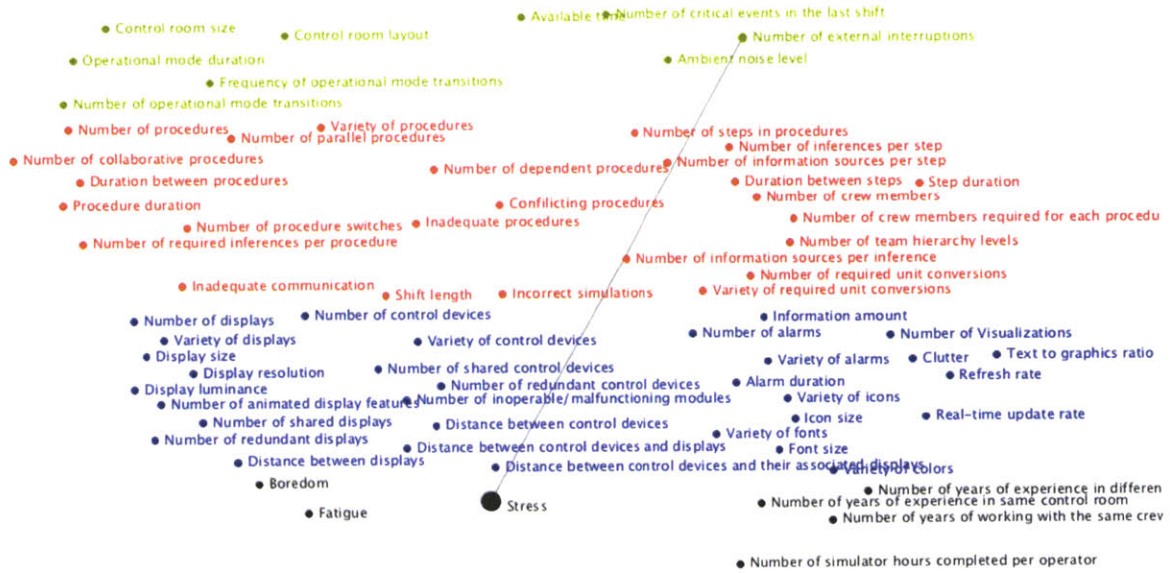 Available time
Number of critical events in the last shift
Control room size
Control room layout
Number of external interruptions
Operational mode duration
Ambient noise level
Frequency of operational mode transitions
Number of operational mode transitions
Number of procedures
Variety of procedures
Number of parallel procedures
Number of steps in procedures
Number of inferences per step
Number of collaborative procedures
Number of dependent procedures
Number of information sources per step
Duration between procedures
Duration between steps
Step duration
Number of crew members
Procedure duration
Confilicting procedures
Number of crew members required for each procedu
Number of procedure switches
Inadequate procedures
Number of required inferences per procedure
Number of team hierarchy levels
Number of information sources per inference
Number of required unit conversions
Inadequate communication
Shift length
Incorrect simulations
Variety of required unit conversions
Number of displays
Number of control devices
Information amount
Variety of displays
Variety of control devices
Number of alarms
Number of Visualizations
Display size
Number of shared control devices
Variety of alarms
Clutter
Text to graphics ratio
Display resolution
Refresh rate
Display luminance
Number of redundant control devices
Alarm duration
Number of animated display features
Number of inoperable/malfunctioning modules
Variety of icons
Number of shared displays
Distance between control devices
Icon size
Real-time update rate
Number of redundant displays
Variety of fonts
Distance between control devices and displays
Font size
Distance between displays
Distance between control devices and their associated displays
Variety of colors
Boredom
Number of years of experience in differen
Stress
Number of years of experience in same control room
Fatigue
Number of years of working with the same crev
Number of simulator hours completed per operator